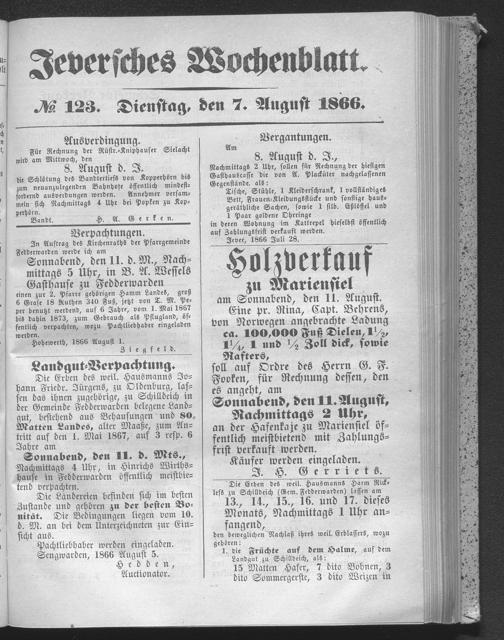 Jeversches Wochenblatt.
№ 123. Dienstag, den 7. August 1866.
Ausverdingung.
Für Rechnung der Rüstr.-Kniphauser Sielacht
wird am Mittwoch, den
8. August d. J.
die Schlötung des Wanderfiels von Kopperhörn bis
zum neuanzulegenden Bahnhofe öffentlich mindest-
fordernd ausverdungen werden. Annehmer versam-
meln sich Nachmittags 4 Uhr bei Popken zu Kop-
perhörn.
Bandt. H. A. Gerken.
Verpachtungen.
In Auftrag des Kirchenraths der Pfarrgemeinde
Fedderwarden werde ich am
Sonnabend, den 11. d. M., Nach-
mittags 5 Uhr, in B. A. Wessels
Gasthause zu Fedderwarden
einen zur 2. Pfarre gehörigen Hamm Landes, groß
6 Grase 18 Ruthen 340 Fuß, jetzt von T. M. Pe-
per benutzt werdend, auf 6 Jahre, vom 1. Mai 1867
bis dahin 1873, zum Gebrauch als Pflugland, öf-
fentlich verpachten, wozu Pachtliebhaber eingeladen
werden.
Hohewerth, 1866 August 1.
Ziegfeld.
Landgut-Verpachtung.
Die Erben des weil. Hausmanns Jo-
hann Friedr. Jürgens, zu Oldenburg, las-
sen das ihnen zugehörige, zu Schilldeich in
der Gemeinde Fedderwarden belegene Land-
gut, bestehend aus Behausungen und 80
Matten Landes, alter Maaße, zum An-
tritt auf den 1. Mai 1867, auf 3 resp. 6
Jahre am
Sonnabend, den 11. d. Mts.,
Nachmittags 4 Uhr, in Hinrichs Wirths-
hause in Fedderwarden öffentlich meistbie-
tend verpachten.
Die Ländereien befinden sich im besten
Zustande und gehören zu der besten Bo-
nität. Die Bedingungen liegen vom 10.
d. M. an bei dem Unterzeichneten zur Ein-
sicht aus.
Pachtliebhaber werden eingeladen.
Sengwarden, 1866 August 5.
Hedden,
Auctionator.
Vergantungen.
Am
8. August d. J.,
Nachmittags 2 Uhr, sollen für Rechnung der hiesigen
Gasthauskasse die von A. Plackuter nachgelassenen
Gegenstände, als:
Tische, Stühle, 1 Kleiderschrank, 1 vollständiges
Bett, Frauen-Kleidungsstücke und sonstige haus-
geräthliche Sachen, sowie 1 silb. Eßlöffel und
1 Paar goldene Ohrringe
in deren Wohnung im Kattrepel hieselbst öffentlich
auf Zahlungsfrist verkauft werden.
Jever, 1866 Juli 28.
Holzverkauf
zu Mariensiel
am Sonnabend, den 11. August.
Eine pr. Nina, Capt. Behrens,
von Norwegen angebrachte Ladung
ca. 100,000 Fuß Dielen, 1½,
1¼, 1 und ½ Zoll dick, sowie
Rafters,
soll auf Ordre des Herrn G. F.
Fooken, für Rechnung dessen, den
es angeht, am
Sonnabend, den 11. August,
Nachmittags 2 Uhr,
an der Hafenkaje zu Mariensiel öf-
fentlich meistbietend mit Zahlungs-
frist verkauft werden.
Käufer werden eingeladen.
J. H. Gerriets.
Die Erben des weil. Hausmanns Harm Rick-
lefs zu Schilldeich (Gem. Fedderwarden) lassen am
13., 14., 15., 16. und 17. dieses
Monats, Nachmittags 1 Uhr an-
fangend,
den beweglichen Nachlaß ihres weil. Erblassers, wozu
gehören:
1. die Früchte auf dem Halme, auf dem
Landgut zu Schilldeich, als:
15 Matten Hafer, 7 dito Bohnen, 3
dito Sommergerste, 3 dito Weizen in